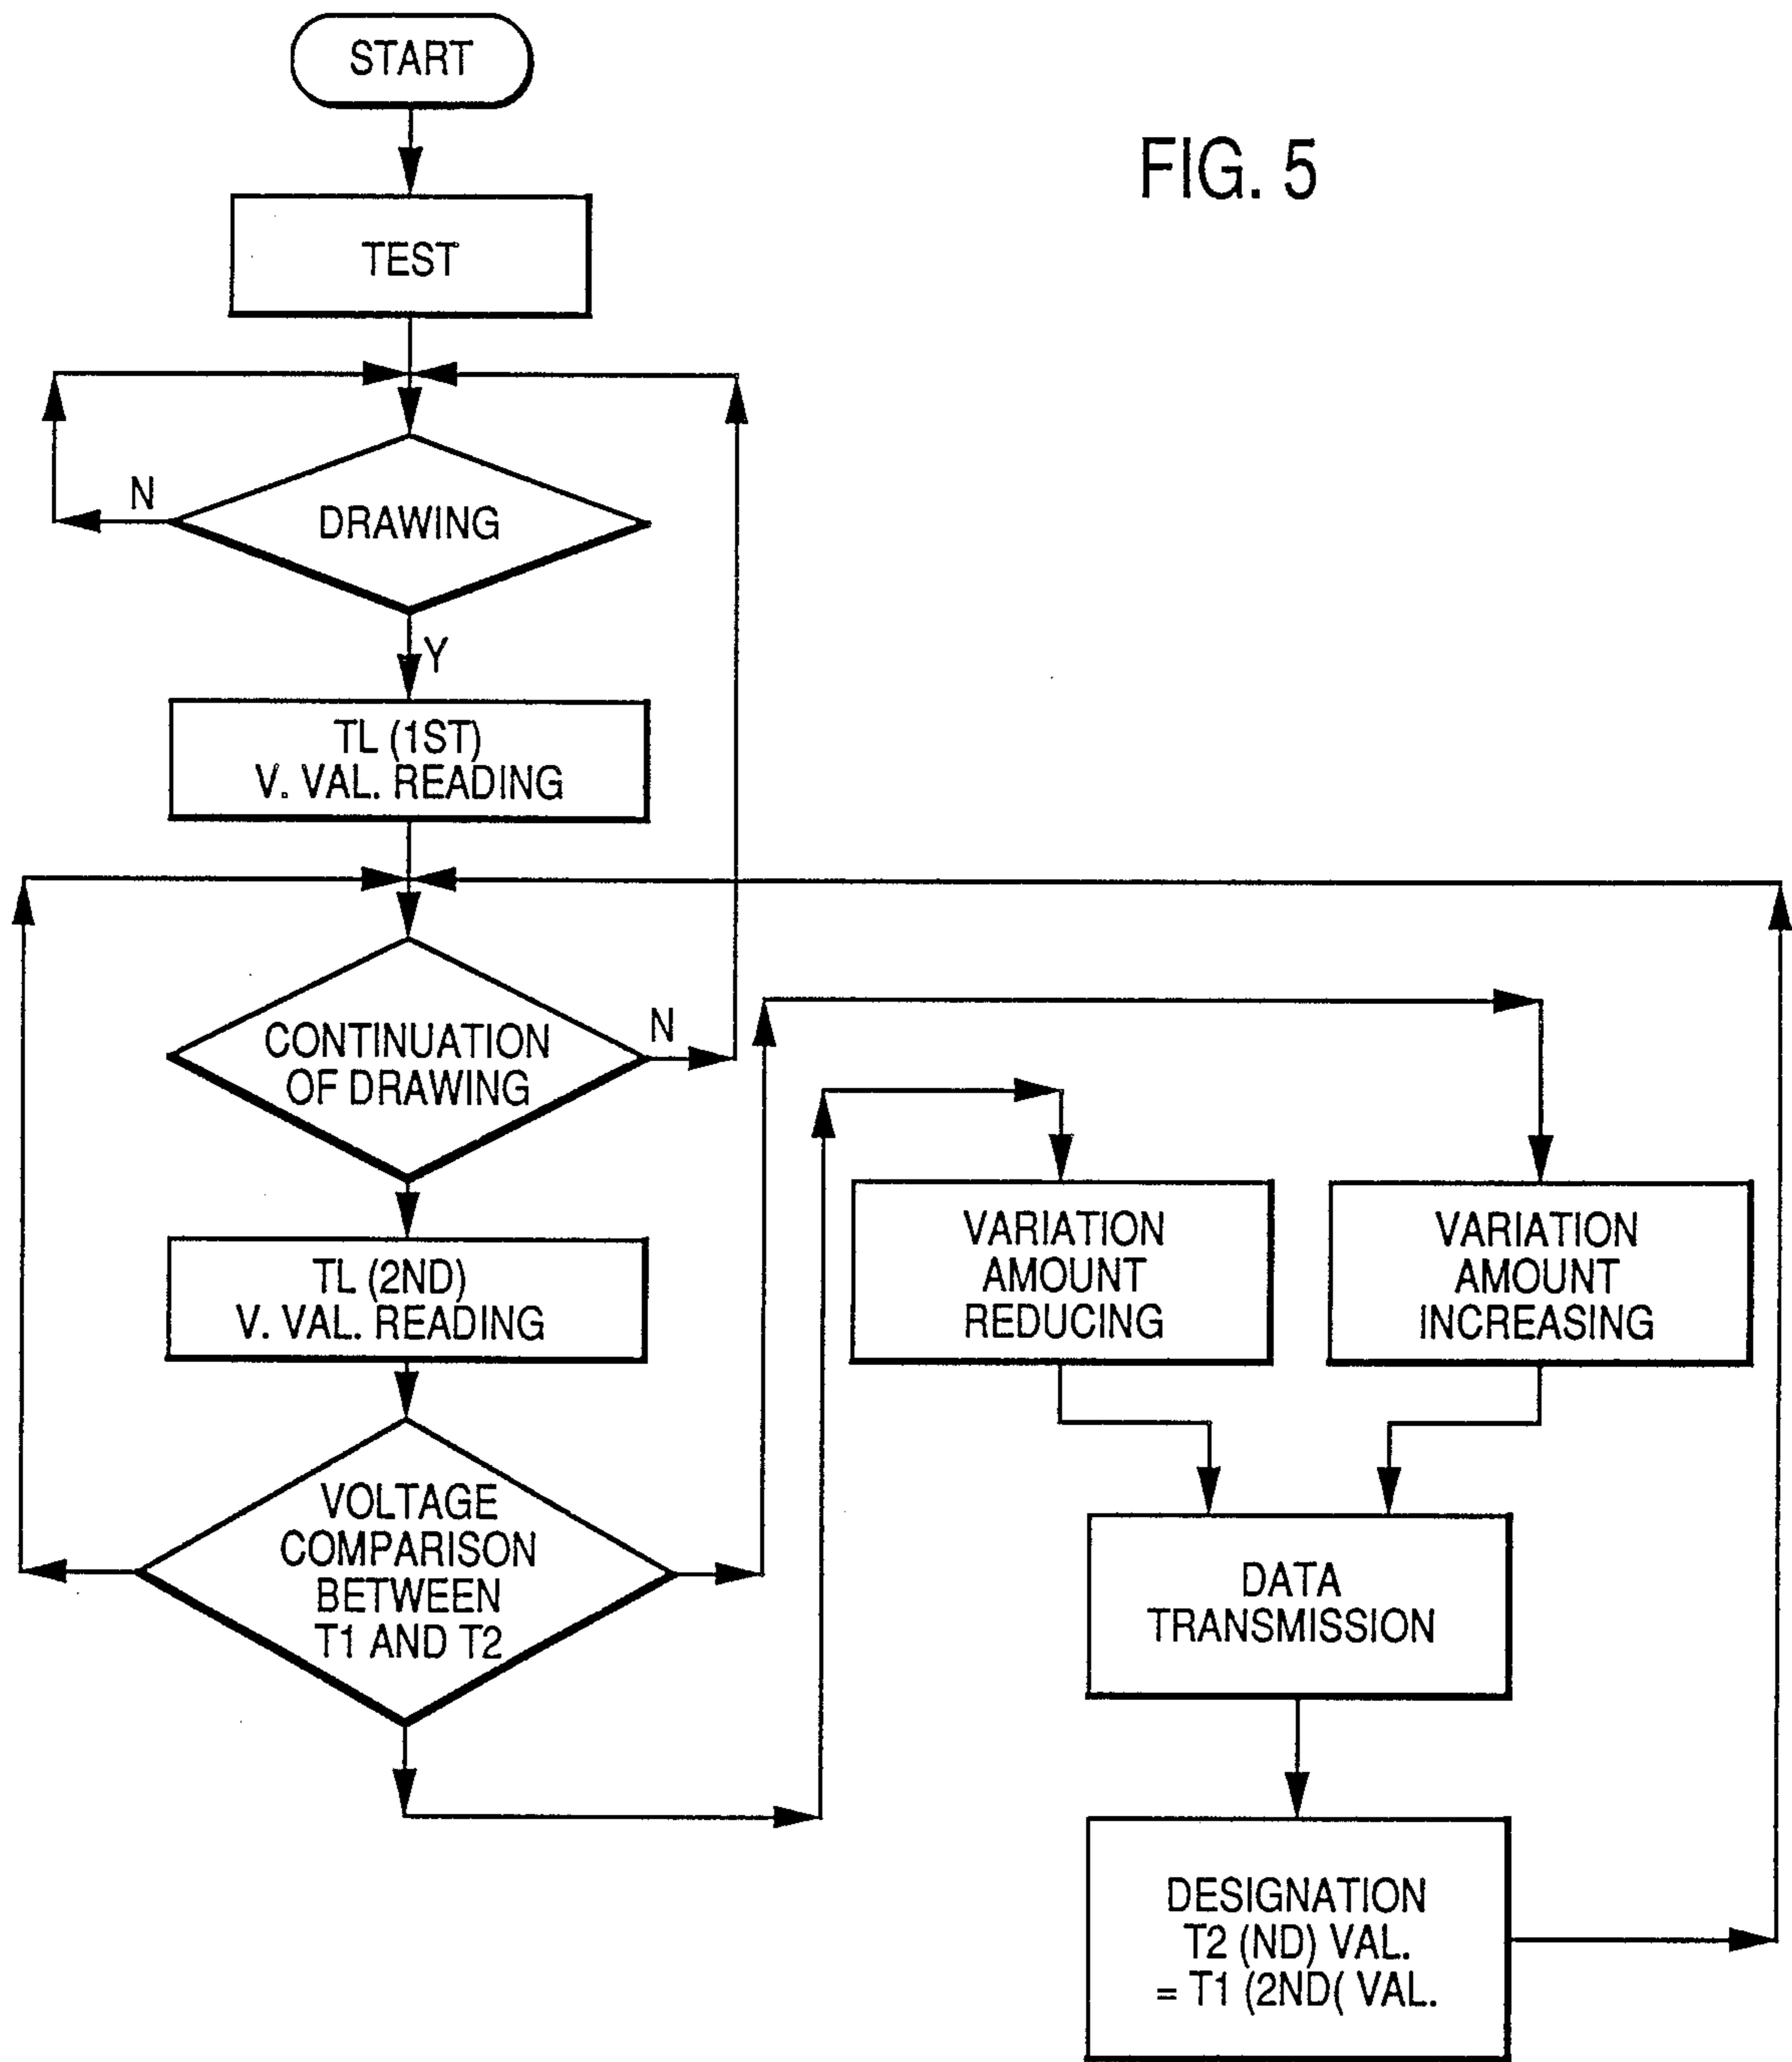 START
FIG. 5
TEST
N
DRAWING
Y
TL (1ST)
V. VAL. READING
CONTINUATION
OF DRAWING
N
TL (2ND)
V. VAL. READING
VARIATION
AMOUNT
REDUCING
VARIATION
AMOUNT
INCREASING
VOLTAGE
COMPARISON
BETWEEN
T1 AND T2
DATA
TRANSMISSION
DESIGNATION
T2 (ND) VAL.
= T1 (2ND( VAL.